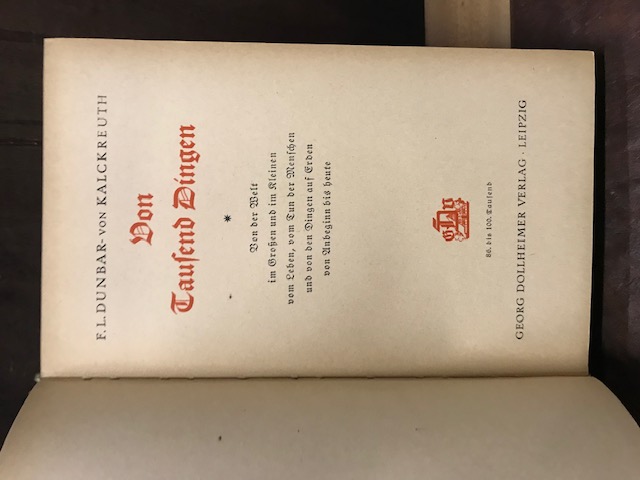 F. L. DUNBAR- von KALCKREUTH
Von
Tausend Dingen
*
Von der Welt
im Großen und im Kleinen
vom Leben, vom Tun der Menschen
und von den Dingen auf Erden
von Anbeginn bis heute
86. bis 100. Tausend
GEORG DOLLHEIMER VERLAG · LEIPZIG